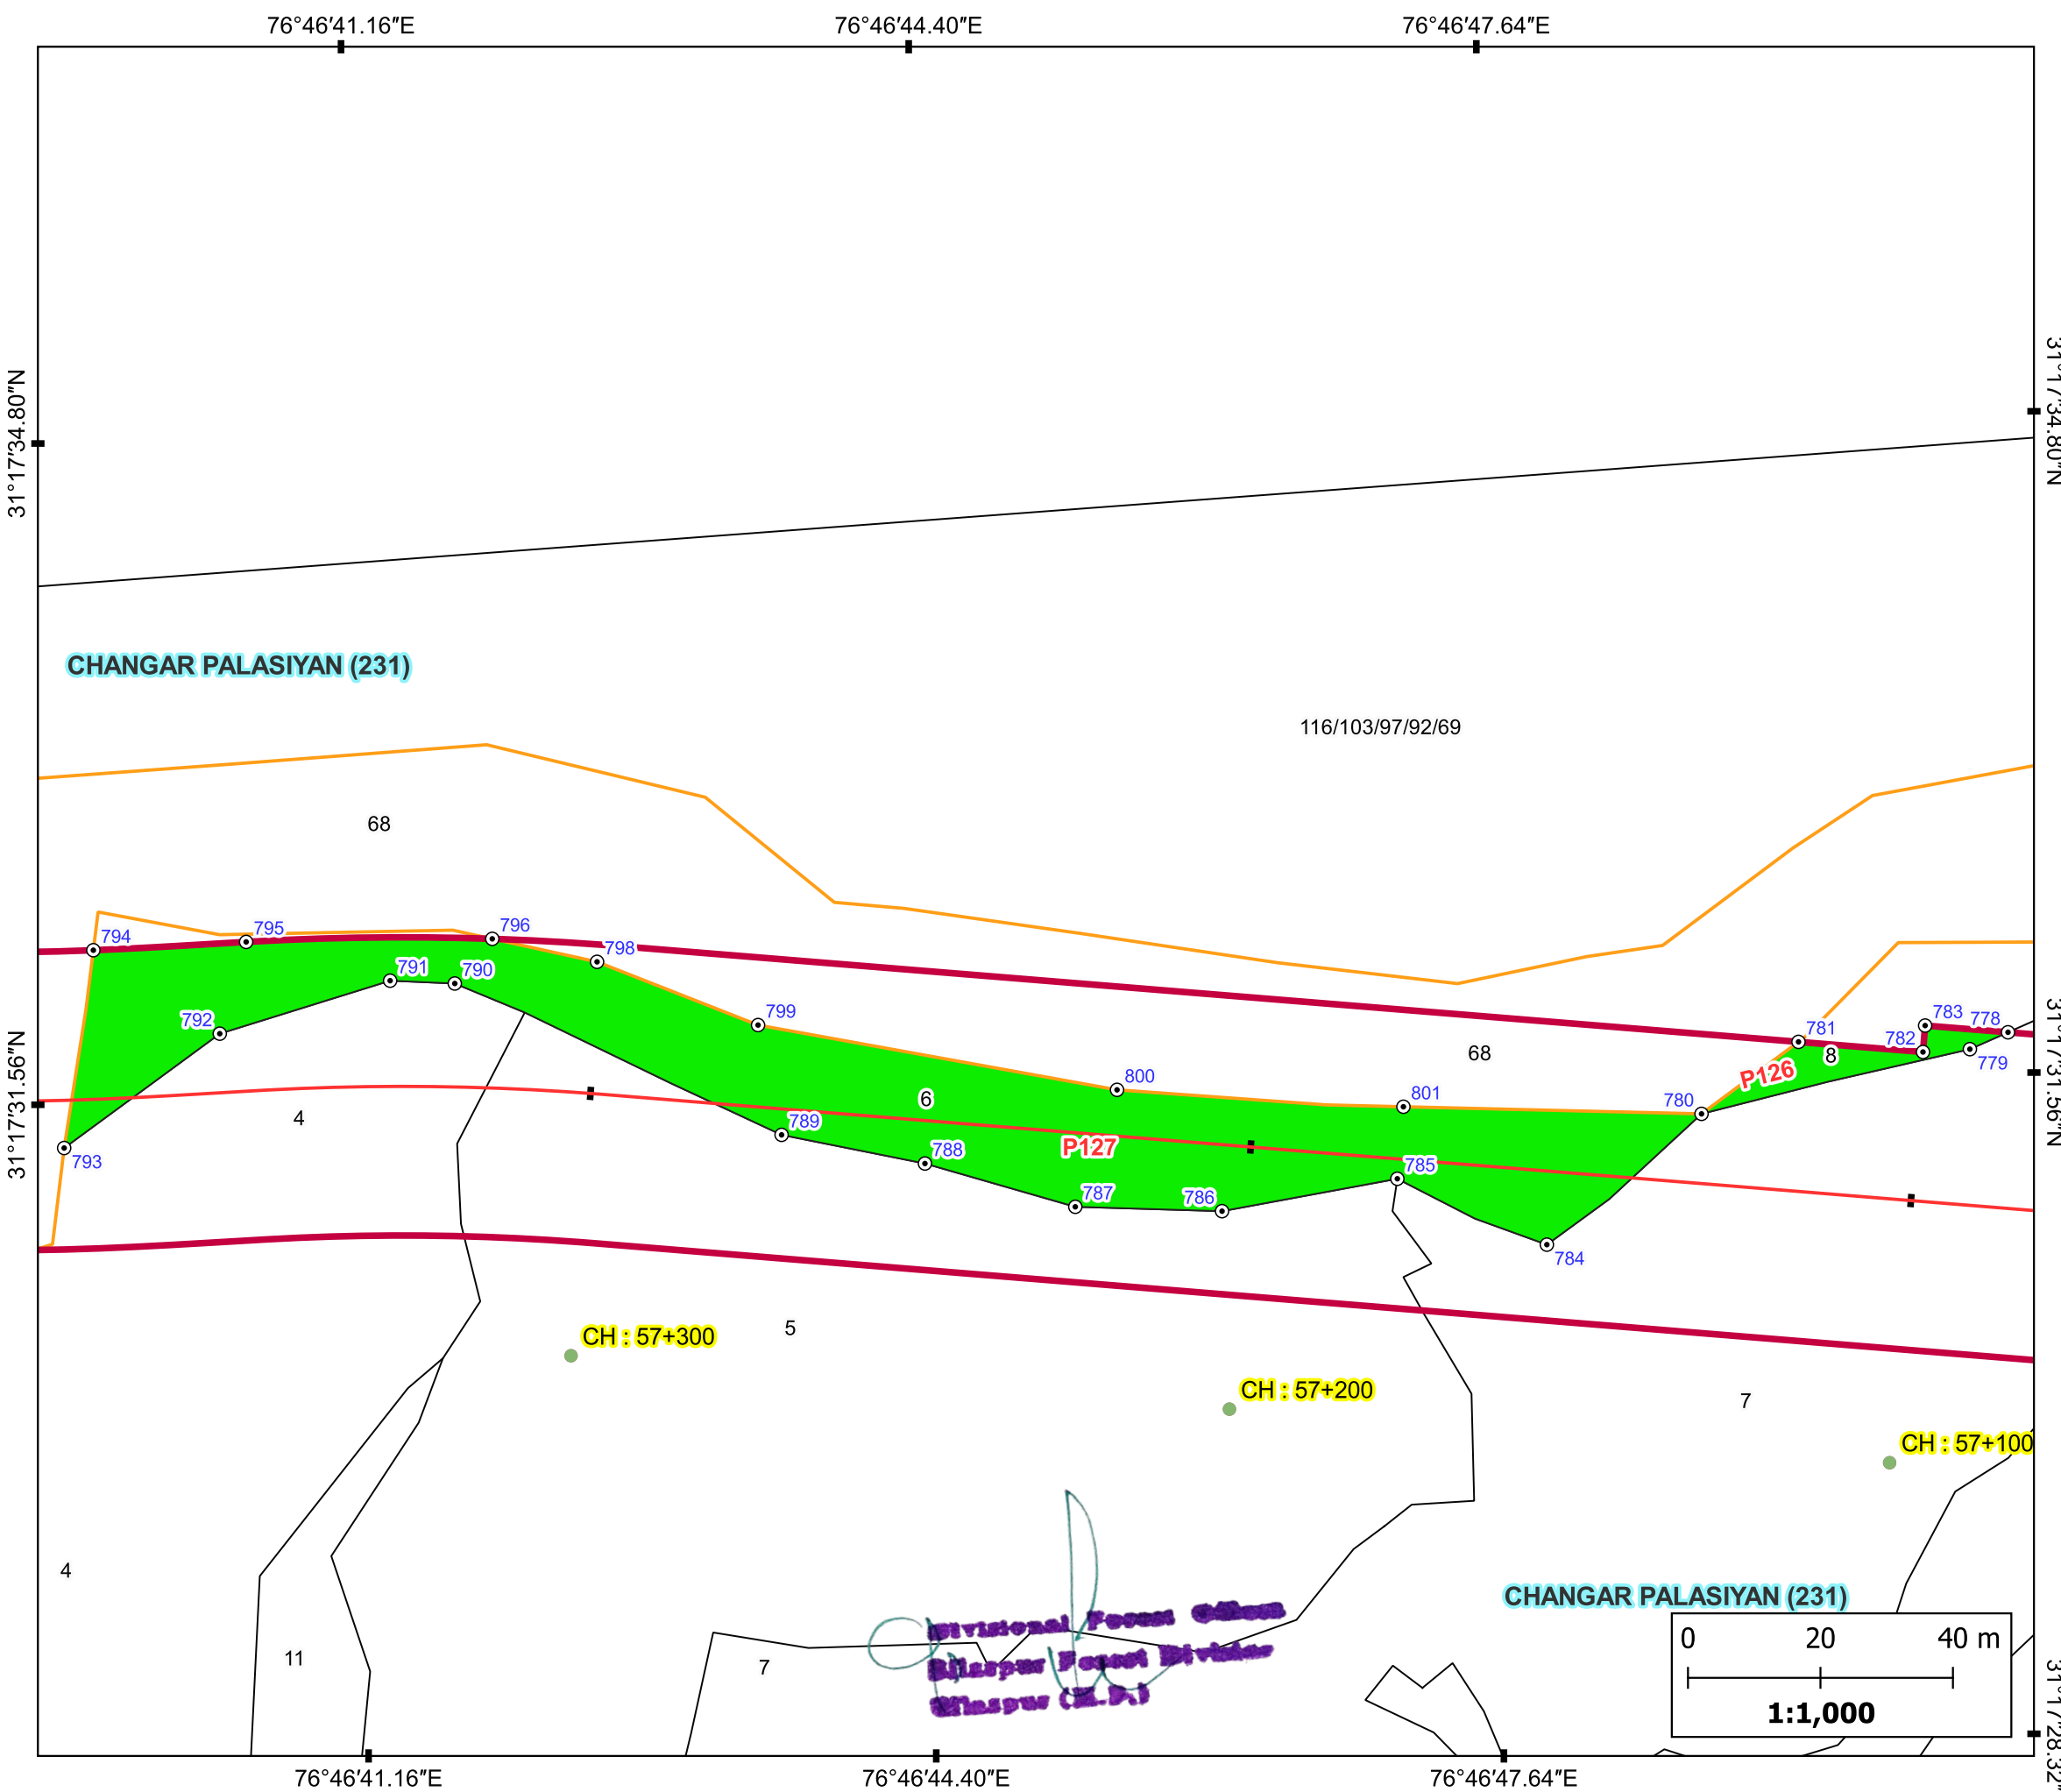 76°46′41.16″E
76°46′44.40″E
76°46′47.64″E
31°17′34.80″N
31°17′34.80″N
CHANGAR PALASIYAN (231)
116/103/97/92/69
68
794
795
796
798
791
790
792
799
793
4
789
6
788
P127
787
786
800
801
785
68
780
784
781
P126
8
782
783
778
779
31°17′31.56″N
31°17′31.56″N
5
CH : 57+300
CH : 57+200
7
CH : 57+100
4
11
7
Divisional Forest
Bilaspur Forest Division
Bilaspur (H.P.)
CHANGAR PALASIYAN (231)
0 20 40 m
1:1,000
31°17′28.32″
76°46′41.16″E
76°46′44.40″E
76°46′47.64″E